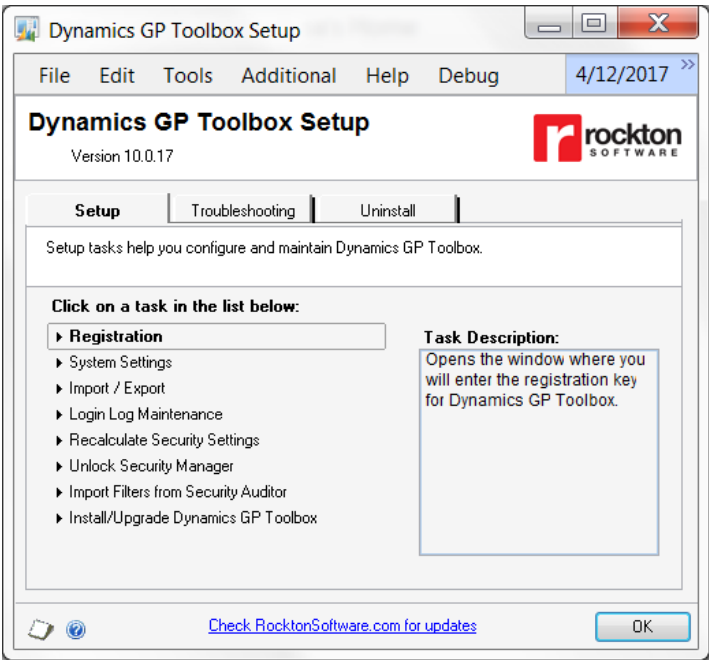 Dynamics GP Toolbox Setup
File Edit Tools Additional Help Debug 4/12/2017 »
Dynamics GP Toolbox Setup
Version 10.0.17
rockton
SOFTWARE
Setup Troubleshooting Uninstall
Setup tasks help you configure and maintain Dynamics GP Toolbox.
Click on a task in the list below:
Registration
System Settings
Import / Export
Login Log Maintenance
Recalculate Security Settings
Unlock Security Manager
Import Filters from Security Auditor
Install/Upgrade Dynamics GP Toolbox
Task Description:
Opens the window where you
will enter the registration key
for Dynamics GP Toolbox.
Check RocktonSoftware.com for updates
OK